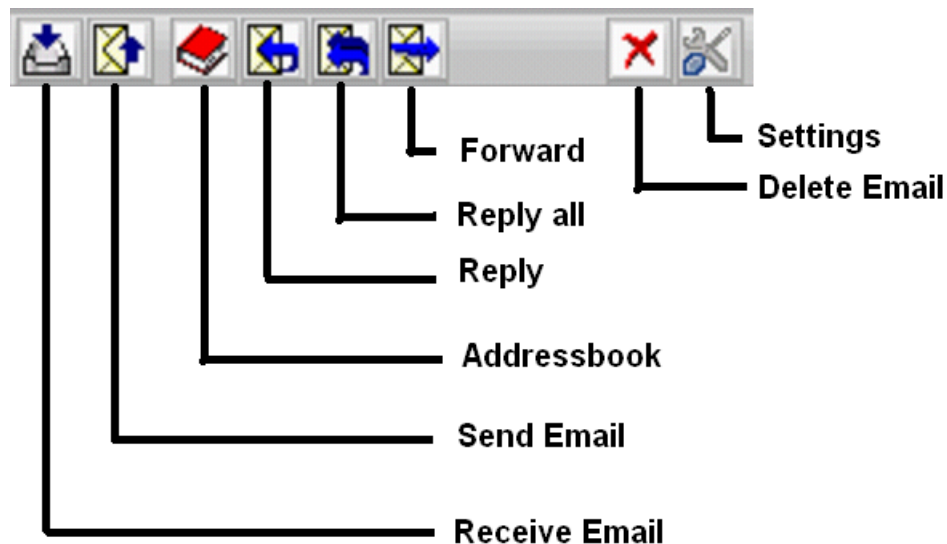 Settings
Forward
Delete Email
Reply all
Reply
Addressbook
Send Email
Receive Email